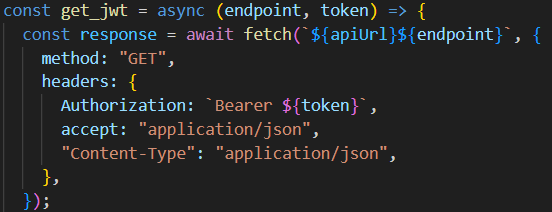 const get_jwt = async (endpoint, token) => {
  const response = await fetch(`${apiUrl}${endpoint}`, {
    method: "GET",
    headers: {
      Authorization: `Bearer ${token}`,
      accept: "application/json",
      "Content-Type": "application/json",
    },
  });